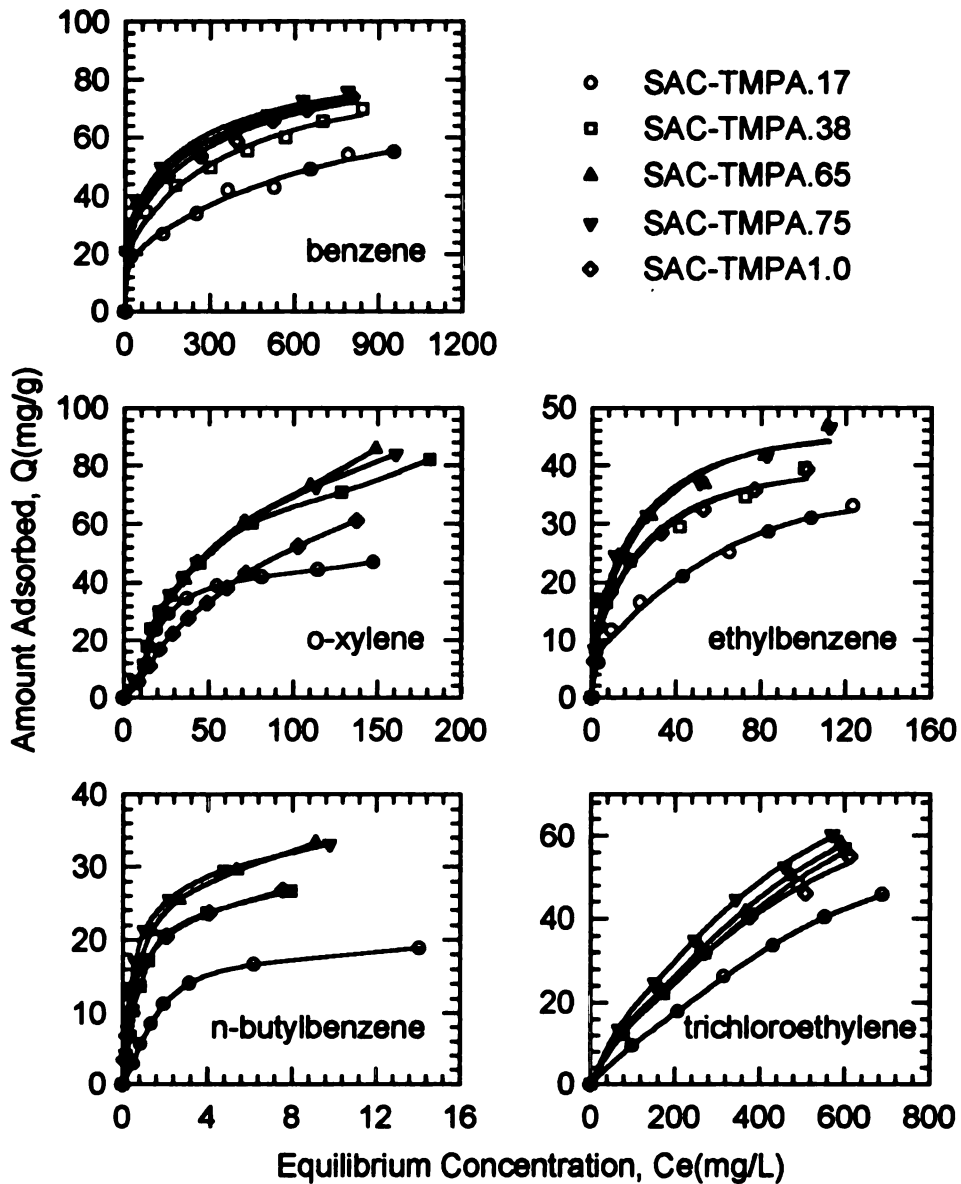 100
80
60
40
20
0
benzene
0 300 600 900 1200
SAC-TMPA.17
SAC-TMPA.38
SAC-TMPA.65
SAC-TMPA.75
SAC-TMPA1.0
Amount Adsorbed, Q(mg/g)
100
80
60
40
20
0
o-xylene
0 50 100 150 200
50
40
30
20
10
0
ethylbenzene
0 40 80 120 160
40
30
20
10
0
n-butylbenzene
0 4 8 12 16
60
40
20
0
trichloroethylene
0 200 400 600 800
Equilibrium Concentration, Ce(mg/L)